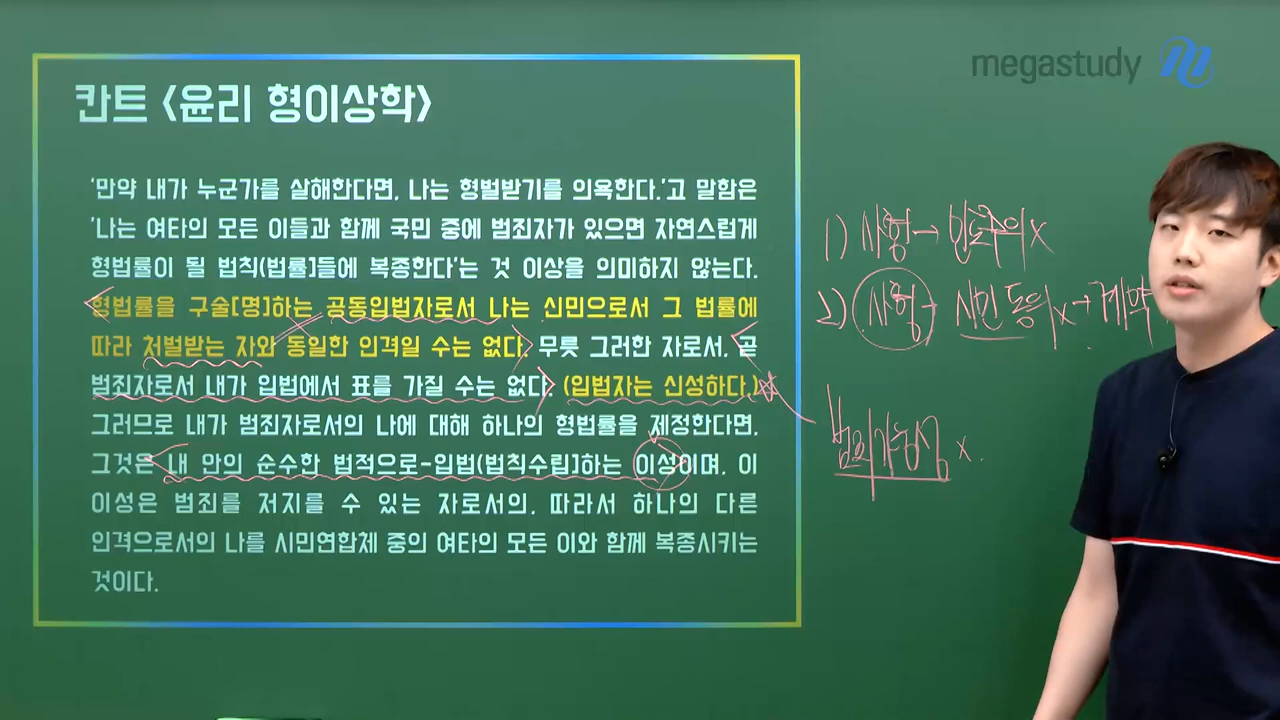 megastudy
칸트 <윤리 형이상학>
'만약 내가 누군가를 살해한다면, 나는 형벌받기를 의욕한다.'고 말함은
'나는 여타의 모든 이들과 함께 국민 중에 범죄자가 있으면 자연스럽게
형법률이 될 법칙(법률]들에 복종한다'는 것 이상을 의미하지 않는다.
형법률을 구술[명]하는 공동입법자로서 나는 신민으로서 그 법률에
따라 처벌받는 자와 동일한 인격일 수는 없다. 무릇 그러한 자로서, 곧
범죄자로서 내가 입법에서 표를 가질 수는 없다. (입법자는 신성하다.)
그러므로 내가 범죄자로서의 나에 대해 하나의 형법률을 제정한다면,
그것은 내 안의 순수한 법적으로-입법(법칙수립]하는 이성이며, 이
이성은 범죄를 저지를 수 있는 자로서의, 따라서 하나의 다른
인격으로서의 나를 시민연합체 중의 여타의 모든 이와 함께 복종시키는
것이다.
1) 사형→ 인도주의 x
2) 사형 → 시민 동의 x → 계약
범죄가능성 x.